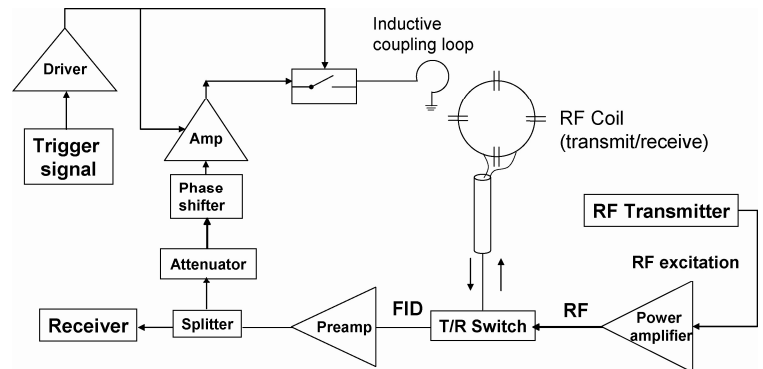 Inductive
coupling loop
Driver
RF Coil
(transmit/receive)
Trigger
signal
Amp
Phase
shifter
RF Transmitter
Attenuator
RF excitation
FID
RF
Receiver
Splitter
Preamp
T/R Switch
Power
amplifier